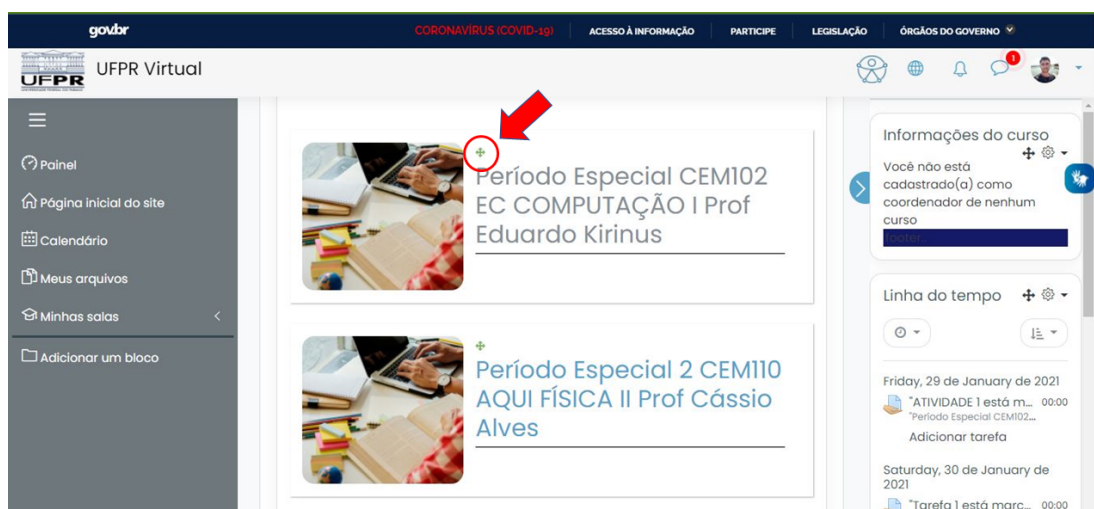 govbr
CORONAVÍRUS (COVID-19)
ACESSO À INFORMAÇÃO
PARTICIPE
LEGISLAÇÃO
ÓRGÃOS DO GOVERNO
UFPR
UFPR Virtual
1
Painel
Página inicial do site
Calendário
Meus arquivos
Minhas salas
Adicionar um bloco
Período Especial CEM102
EC COMPUTAÇÃO I Prof
Eduardo Kirinus
Período Especial 2 CEM110
AQUI FÍSICA II Prof Cássio
Alves
Informações do curso
Você não está
cadastrado(a) como
coordenador de nenhum
curso
footer..
Linha do tempo
Friday, 29 de January de 2021
"ATIVIDADE 1 está m... 00:00
"Período Especial CEM102...
Adicionar tarefa
Saturday, 30 de January de
2021
"Tarefa 1 está marc... 00:00